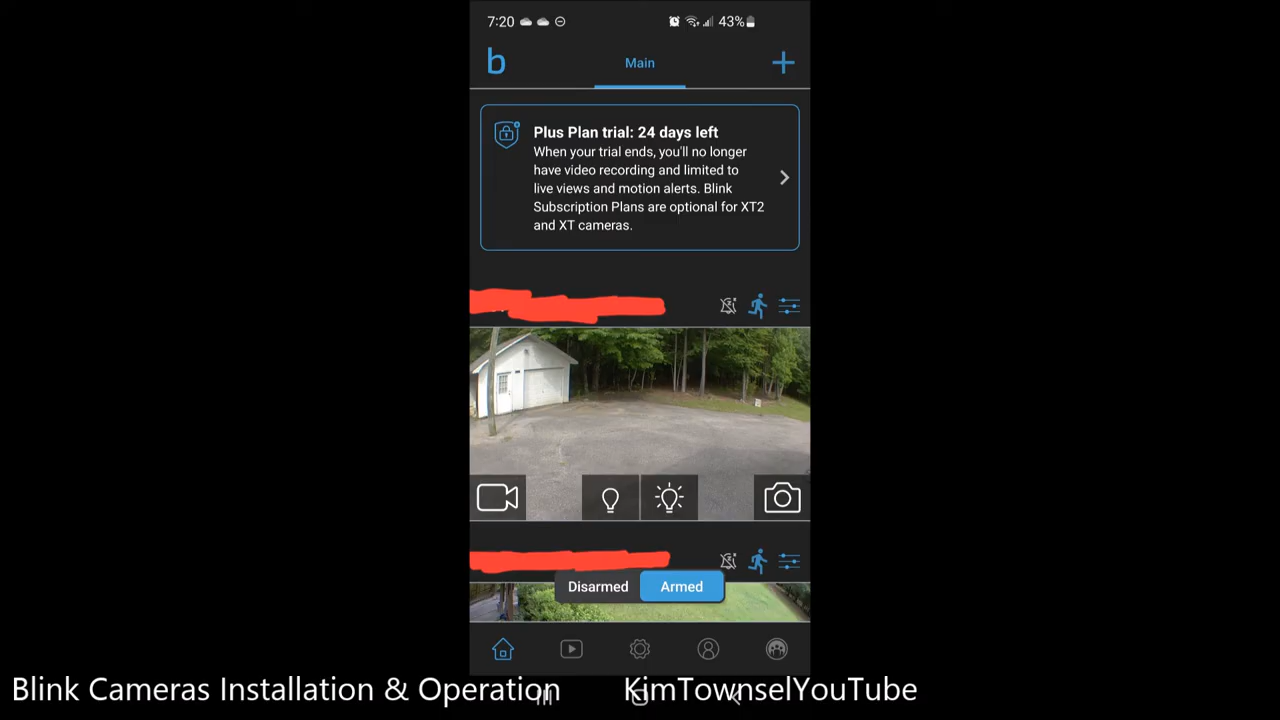 7:20 43%
b Main
Plus Plan trial: 24 days left
When your trial ends, you'll no longer
have video recording and limited to
live views and motion alerts. Blink
Subscription Plans are optional for XT2
and XT cameras.
Disarmed Armed
Blink Cameras Installation & Operation KimTownselYouTube